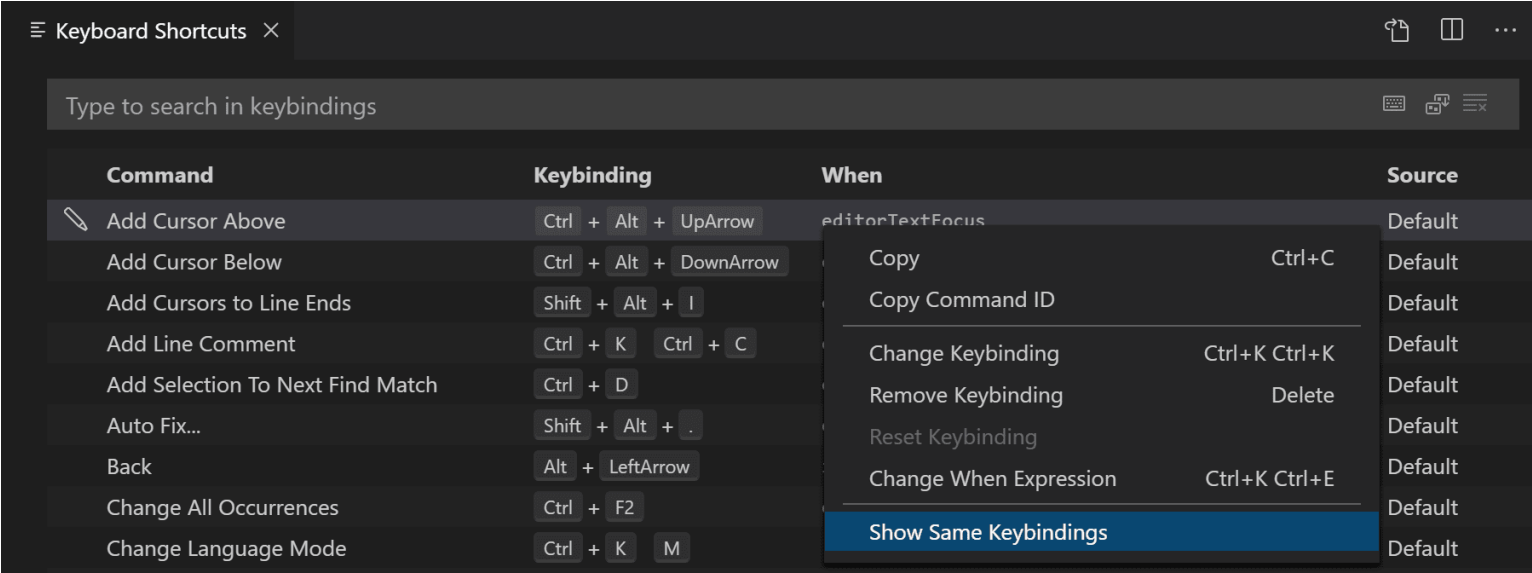 Keyboard Shortcuts
Type to search in keybindings
Command Keybinding When Source
Add Cursor Above Ctrl + Alt + UpArrow editorTextFocus Default
Add Cursor Below Ctrl + Alt + DownArrow Default
Add Cursors to Line Ends Shift + Alt + I Default
Add Line Comment Ctrl + K Ctrl + C Default
Add Selection To Next Find Match Ctrl + D Default
Auto Fix... Shift + Alt + . Default
Back Alt + LeftArrow Default
Change All Occurrences Ctrl + F2 Default
Change Language Mode Ctrl + K M Default
Copy Ctrl+C
Copy Command ID
Change Keybinding Ctrl+K Ctrl+K
Remove Keybinding Delete
Reset Keybinding
Change When Expression Ctrl+K Ctrl+E
Show Same Keybindings